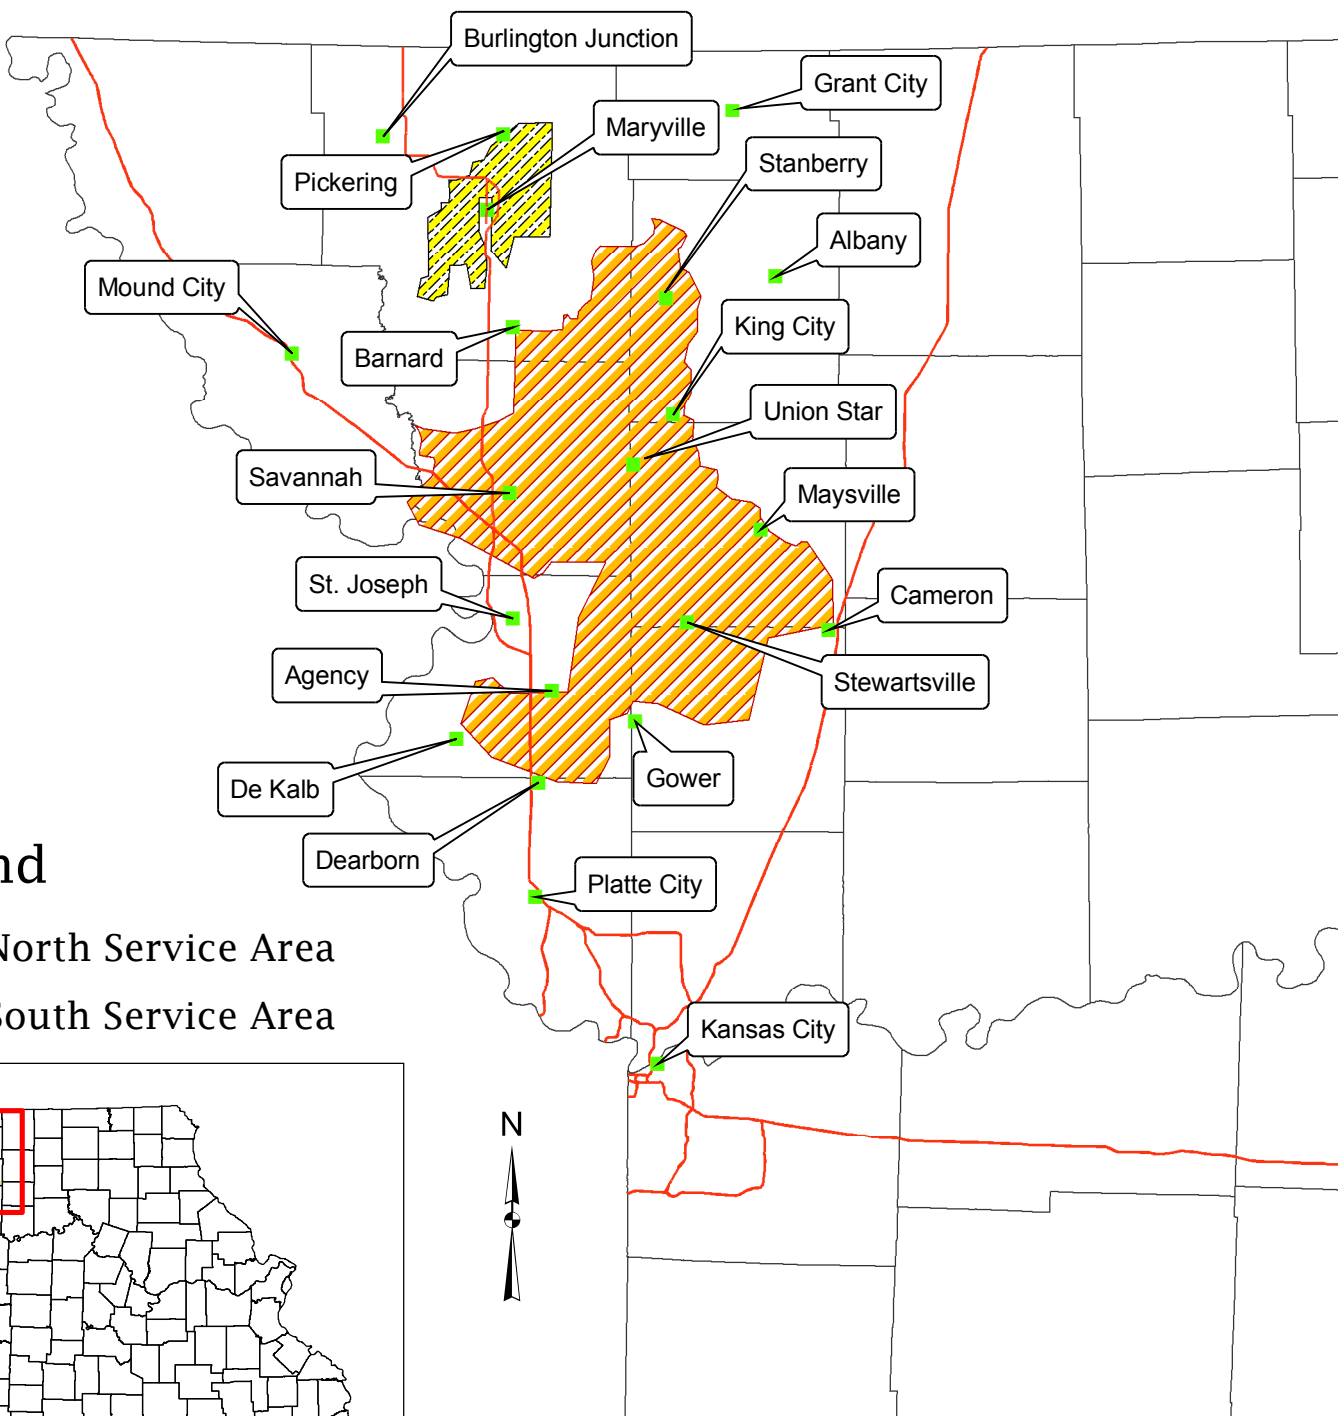 Burlington Junction
Grant City
Maryville
Stanberry
Pickering
Albany
Mound City
King City
Barnard
Union Star
Savannah
Maysville
St. Joseph
Cameron
Agency
Stewartsville
Gower
De Kalb
Dearborn
Platte City
nd
North Service Area
South Service Area
Kansas City
N